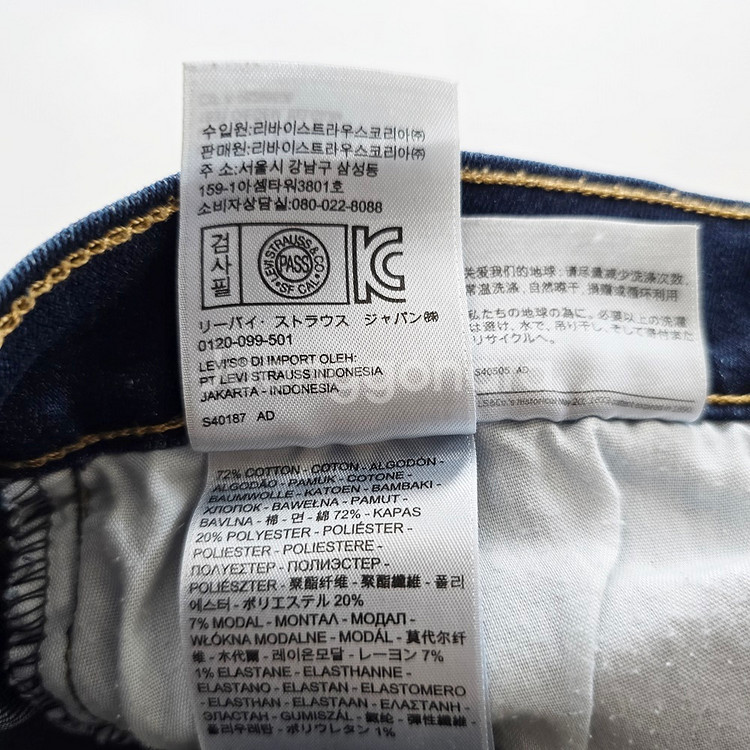 수입원:리바이스트라우스코리아㈜
판매원:리바이스트라우스코리아㈜
주 소:서울시 강남구 삼성동
159-1아셈타워3801호
소비자상담실:080-022-8088
검사필
LEVI STRAUSS & CO
PASS
SF CAL
KC
リーバイ・ストラウス ジャパン㈱
0120-099-501
LEVI'S® DI IMPORT OLEH:
PT LEVI STRAUSS INDONESIA
JAKARTA - INDONESIA
S40187 AD
关爱我们的地球: 请尽量减少洗涤次数,
常温洗涤, 自然晾干, 捐赠或循环利用
私たちの地球の為に。必要以上の洗濯
は避け、水で、吊り干し、そして寄付また
リサイクルへ。
S40505 AD
72% COTTON - COTON - ALGODÓN -
ALGODÃO - PAMUK - COTONE -
BAUMWOLLE - KATOEN - BAMBAKI -
ХЛОПОК - BAWEŁNA - PAMUT -
BAVLNA - 棉 - 면 - 綿 72% - KAPAS
20% POLYESTER - POLIÉSTER -
POLIESTER - POLIESTERE -
ΠΟΛΥΕΣΤΕΡ - ПОЛИЭСТЕР -
POLIÉSZTER - 聚酯纤维 - 聚酯纖維 - 폴리
에스터 - ポリエステル 20%
7% MODAL - ΜΟΝΤΑΛ - МОДАЛ -
WŁÓKNA MODALNE - MODÁL - 莫代尔纤
维 - 木代爾 - 레이온모달 - レーヨン 7%
1% ELASTANE - ELASTHANNE -
ELASTANO - ELASTAN - ELASTOMERO
- ELASTHAN - ELASTAAN - ΕΛΑΣΤΑΝΗ -
ЭЛАСТАН - GUMISZÁL - 氨纶 - 彈性纖維 -
폴리우레탄 - ポリウレタン 1%